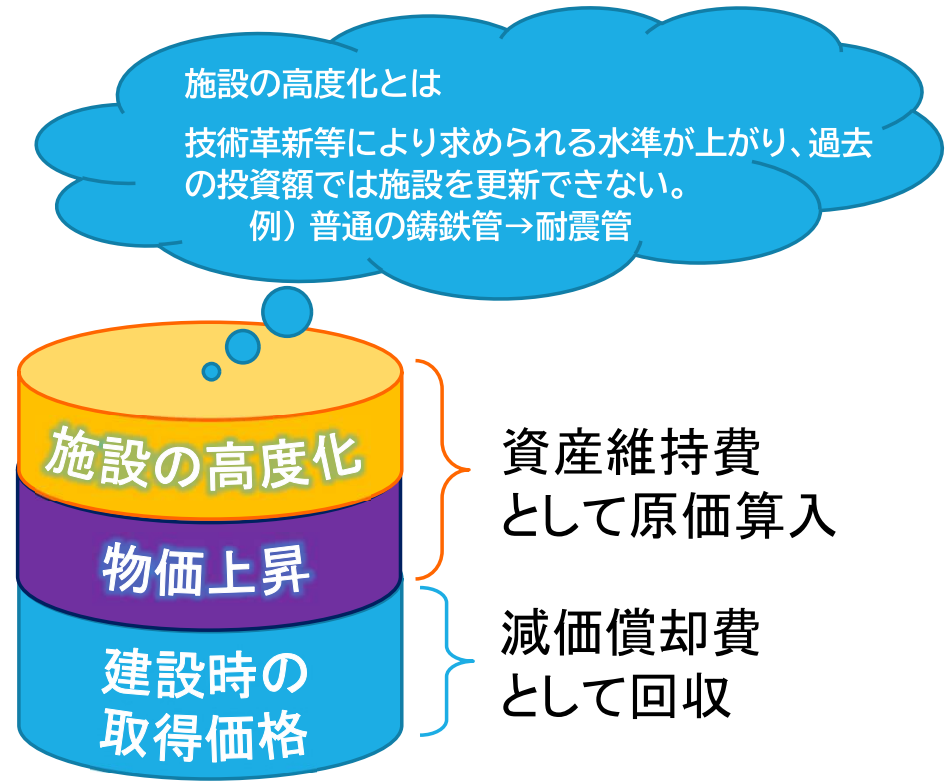 施設の高度化とは
技術革新等により求められる水準が上がり、過去
の投資額では施設を更新できない。
例）普通の鋳鉄管→耐震管
施設の高度化
物価上昇
建設時の
取得価格
資産維持費
として原価算入
減価償却費
として回収